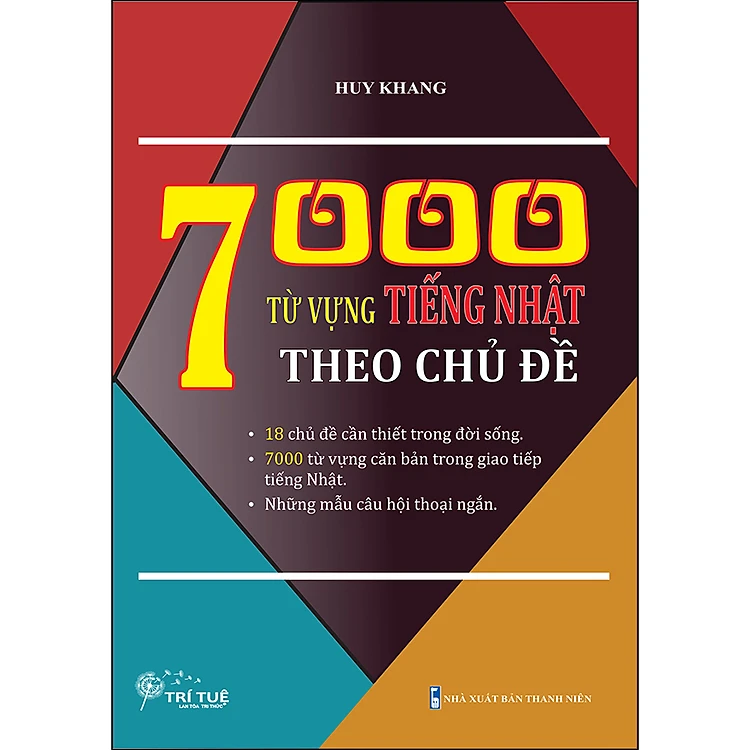 HUY KHANG
7000
TỪ VỰNG TIẾNG NHẬT
THEO CHỦ ĐỀ
• 18 chủ đề cần thiết trong đời sống.
• 7000 từ vựng căn bản trong giao tiếp
tiếng Nhật.
• Những mẫu câu hội thoại ngắn.
TRÍ TUỆ
LAN TỎA TRI THỨC
NHÀ XUẤT BẢN THANH NIÊN